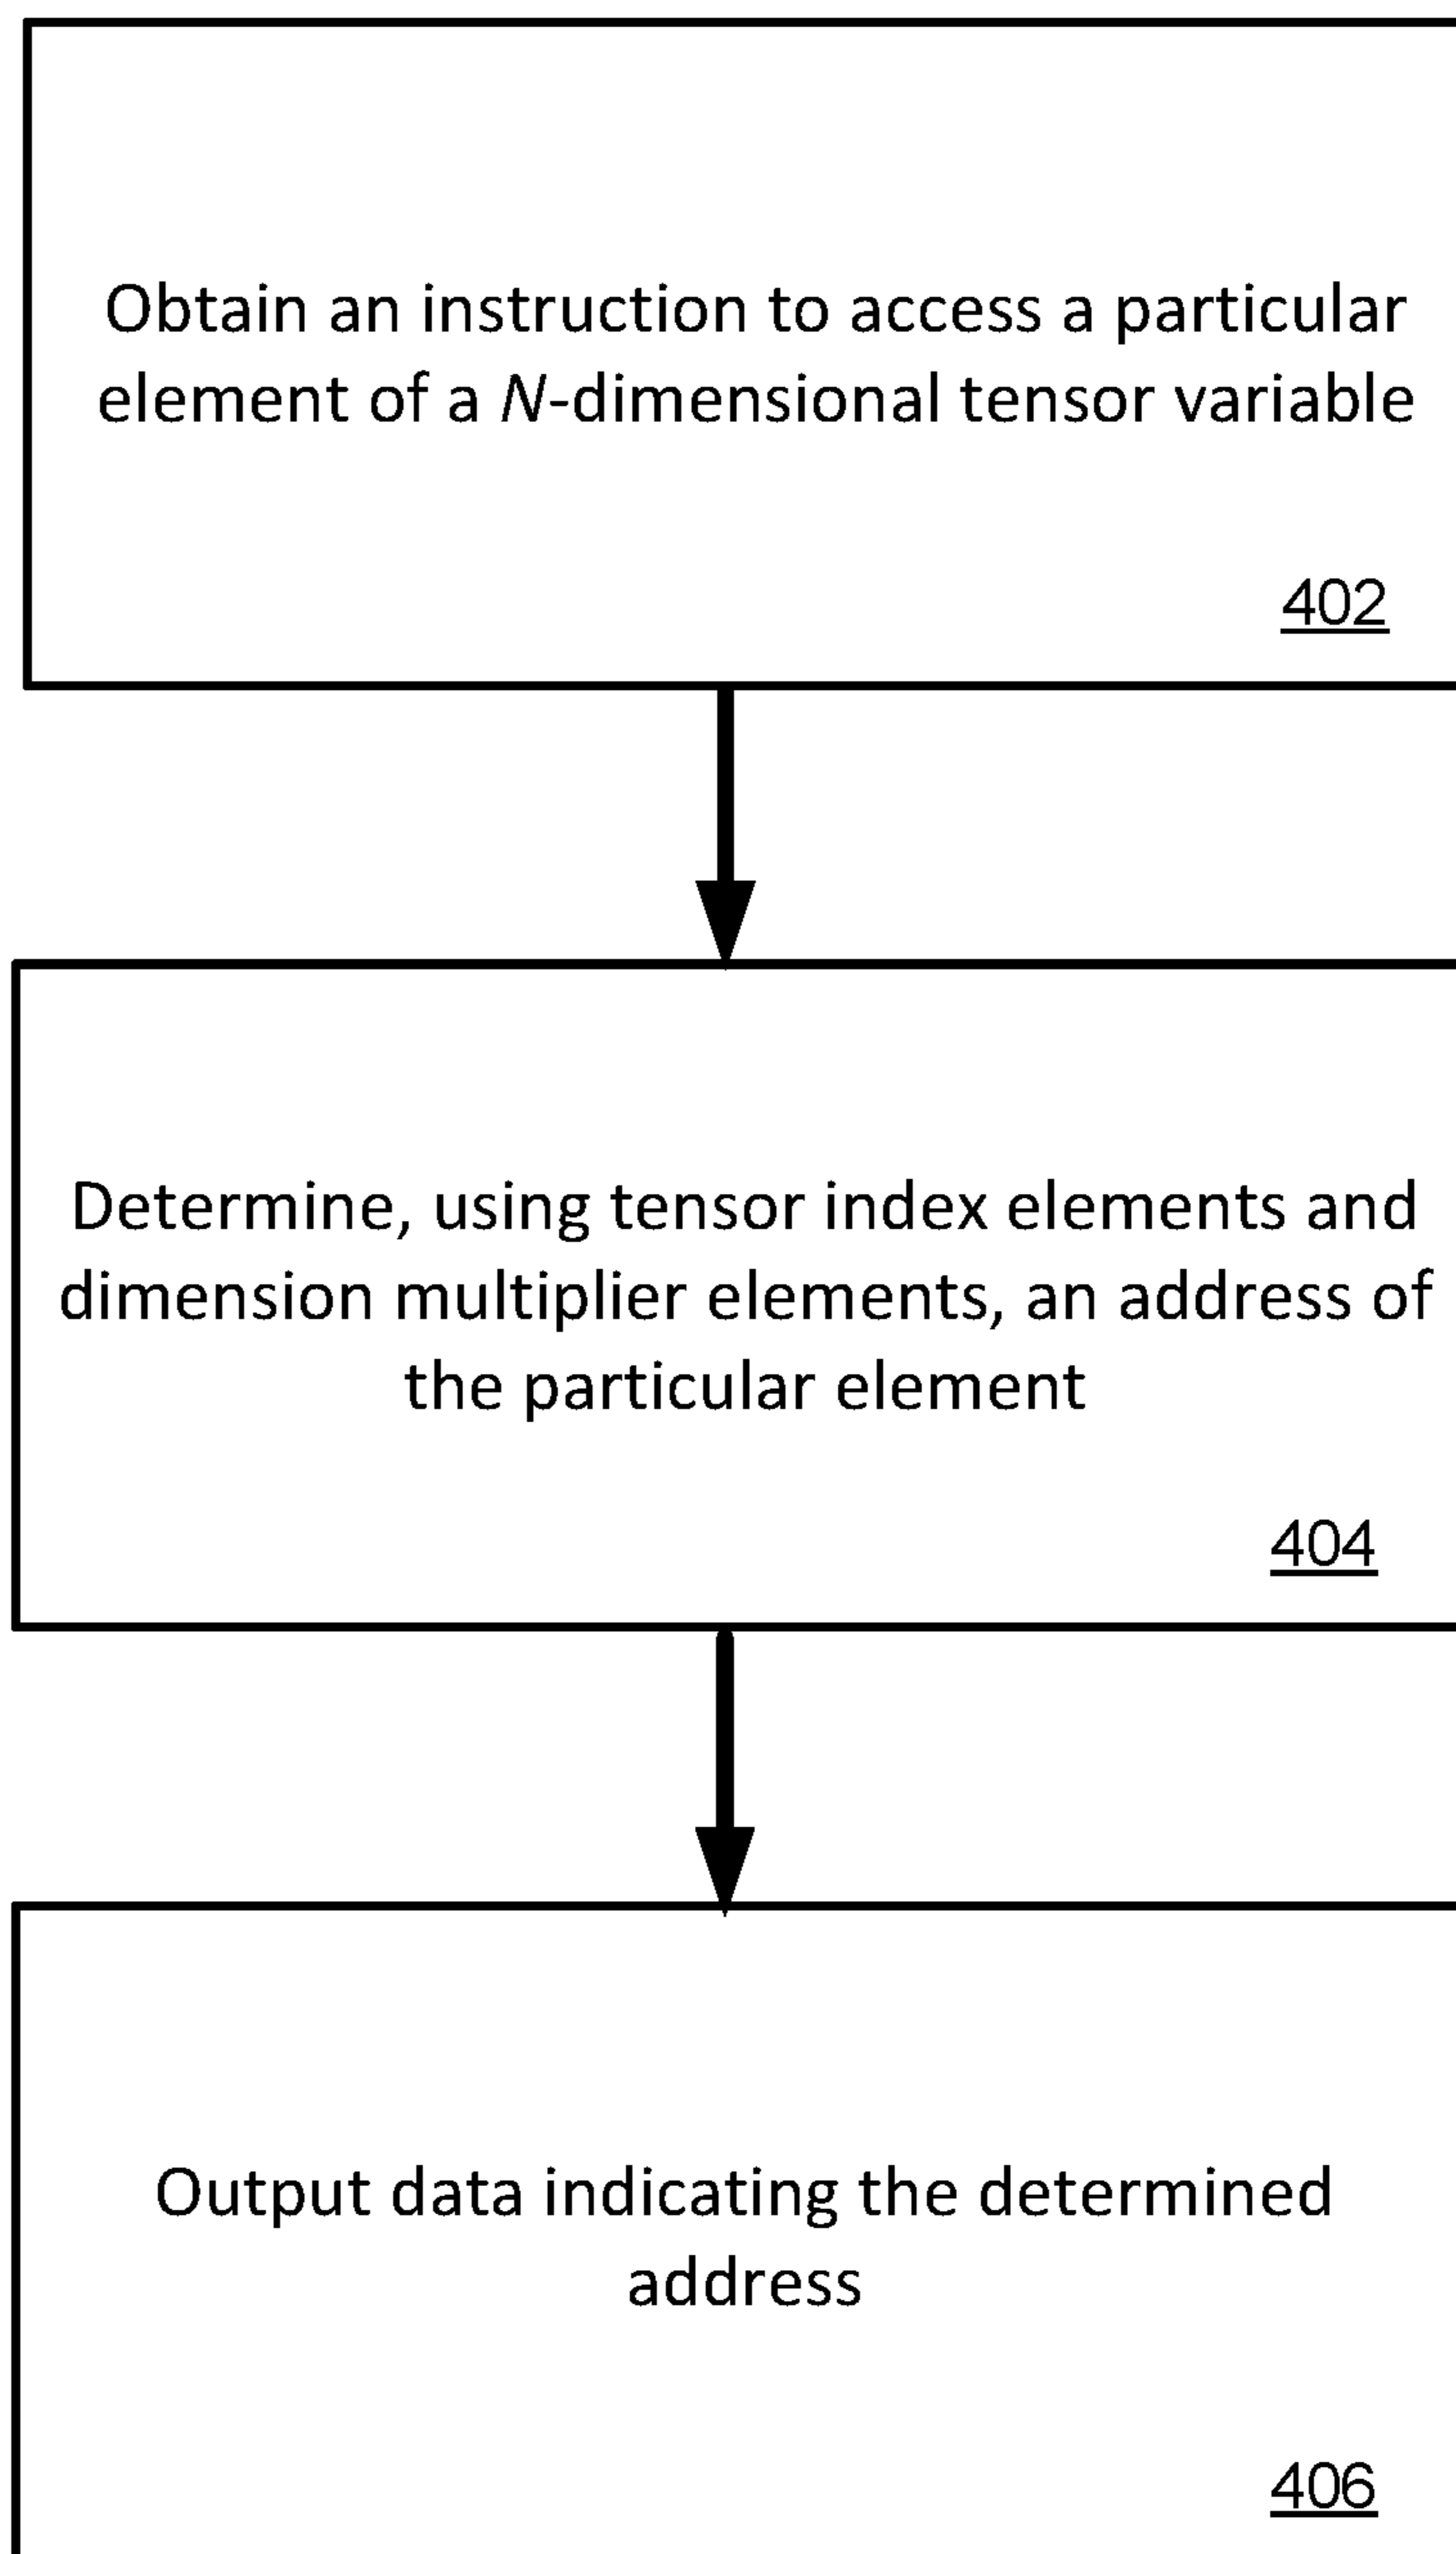 Obtain an instruction to access a particular
element of a N-dimensional tensor variable
402
Determine, using tensor index elements and
dimension multiplier elements, an address of
the particular element
404
Output data indicating the determined
address
406